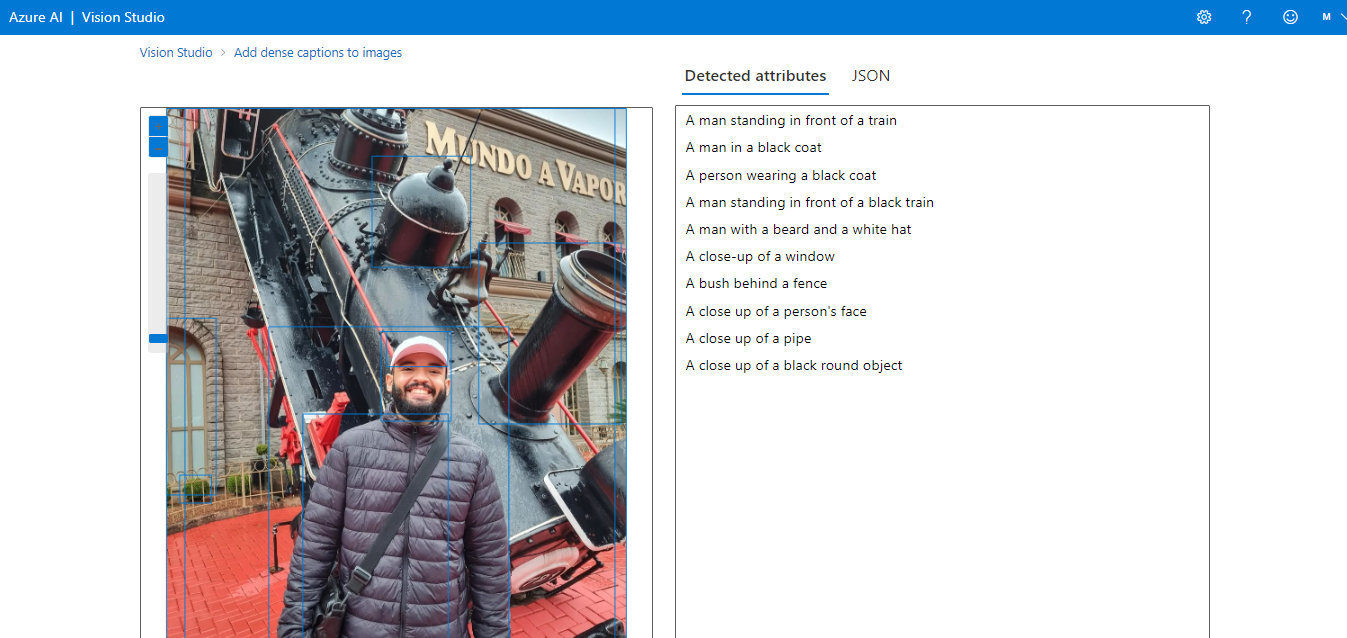 Azure AI | Vision Studio
M
Vision Studio > Add dense captions to images
Detected attributes JSON
MUNDO A VAPOR
A man standing in front of a train
A man in a black coat
A person wearing a black coat
A man standing in front of a black train
A man with a beard and a white hat
A close-up of a window
A bush behind a fence
A close up of a person's face
A close up of a pipe
A close up of a black round object